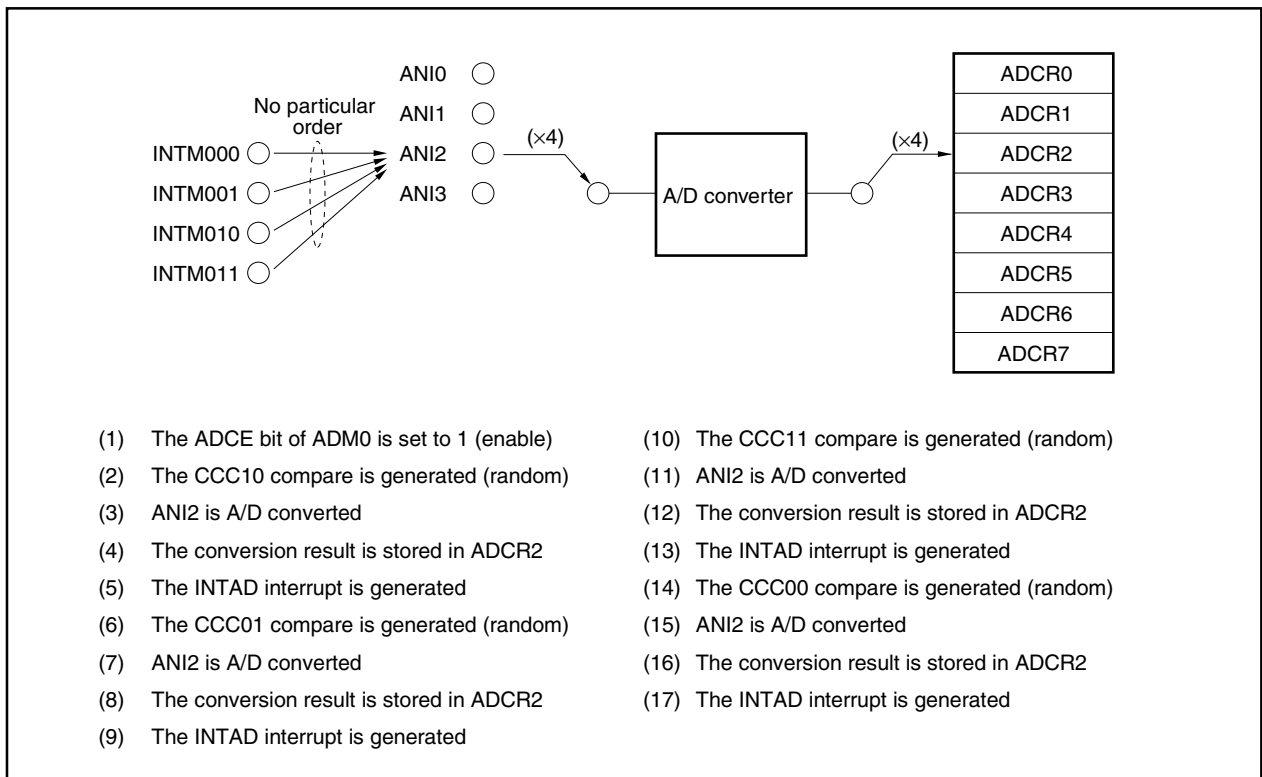 ANI0
ANI1
ANI2
ANI3
No particular
order
INTM000
INTM001
INTM010
INTM011
(×4)
A/D converter
(×4)
ADCR0
ADCR1
ADCR2
ADCR3
ADCR4
ADCR5
ADCR6
ADCR7
(1) The ADCE bit of ADM0 is set to 1 (enable)
(2) The CCC10 compare is generated (random)
(3) ANI2 is A/D converted
(4) The conversion result is stored in ADCR2
(5) The INTAD interrupt is generated
(6) The CCC01 compare is generated (random)
(7) ANI2 is A/D converted
(8) The conversion result is stored in ADCR2
(9) The INTAD interrupt is generated
(10) The CCC11 compare is generated (random)
(11) ANI2 is A/D converted
(12) The conversion result is stored in ADCR2
(13) The INTAD interrupt is generated
(14) The CCC00 compare is generated (random)
(15) ANI2 is A/D converted
(16) The conversion result is stored in ADCR2
(17) The INTAD interrupt is generated